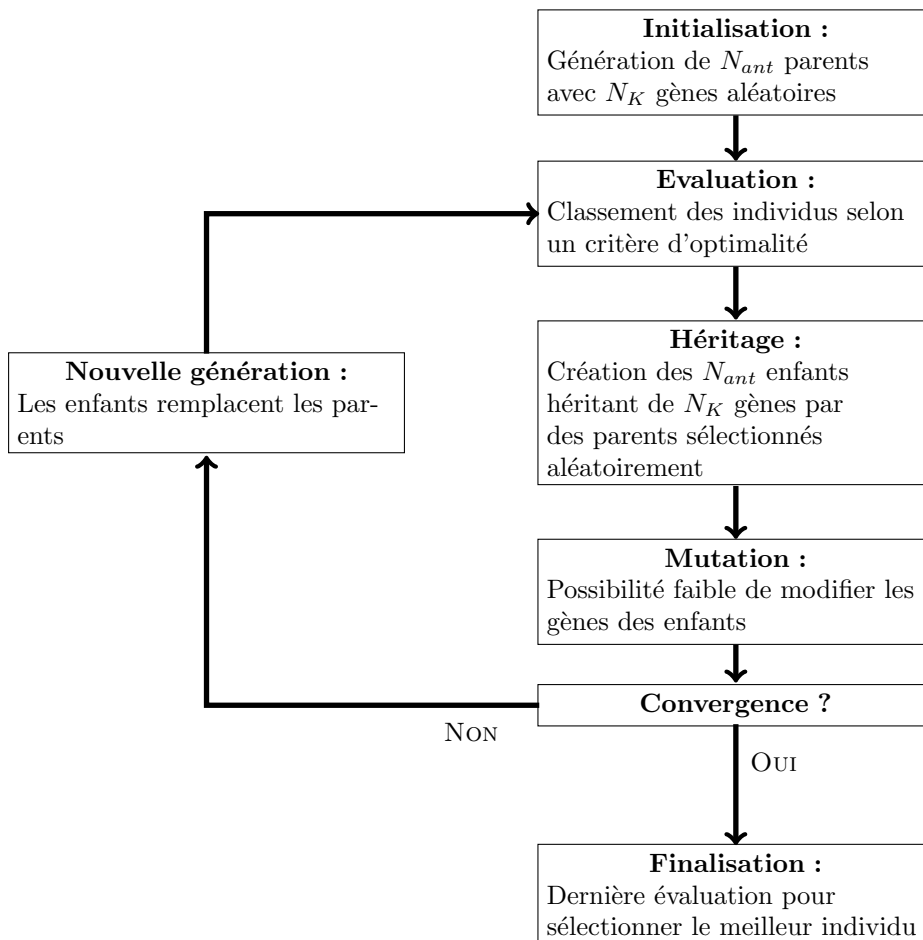 Initialisation :
Génération de N_ant parents
avec N_K gènes aléatoires
Evaluation :
Classement des individus selon
un critère d'optimalité
Héritage :
Création des N_ant enfants
héritant de N_K gènes par
des parents sélectionnés
aléatoirement
Nouvelle génération :
Les enfants remplacent les par-
ents
Mutation :
Possibilité faible de modifier les
gènes des enfants
Convergence ?
Non
Oui
Finalisation :
Dernière évaluation pour
sélectionner le meilleur individu